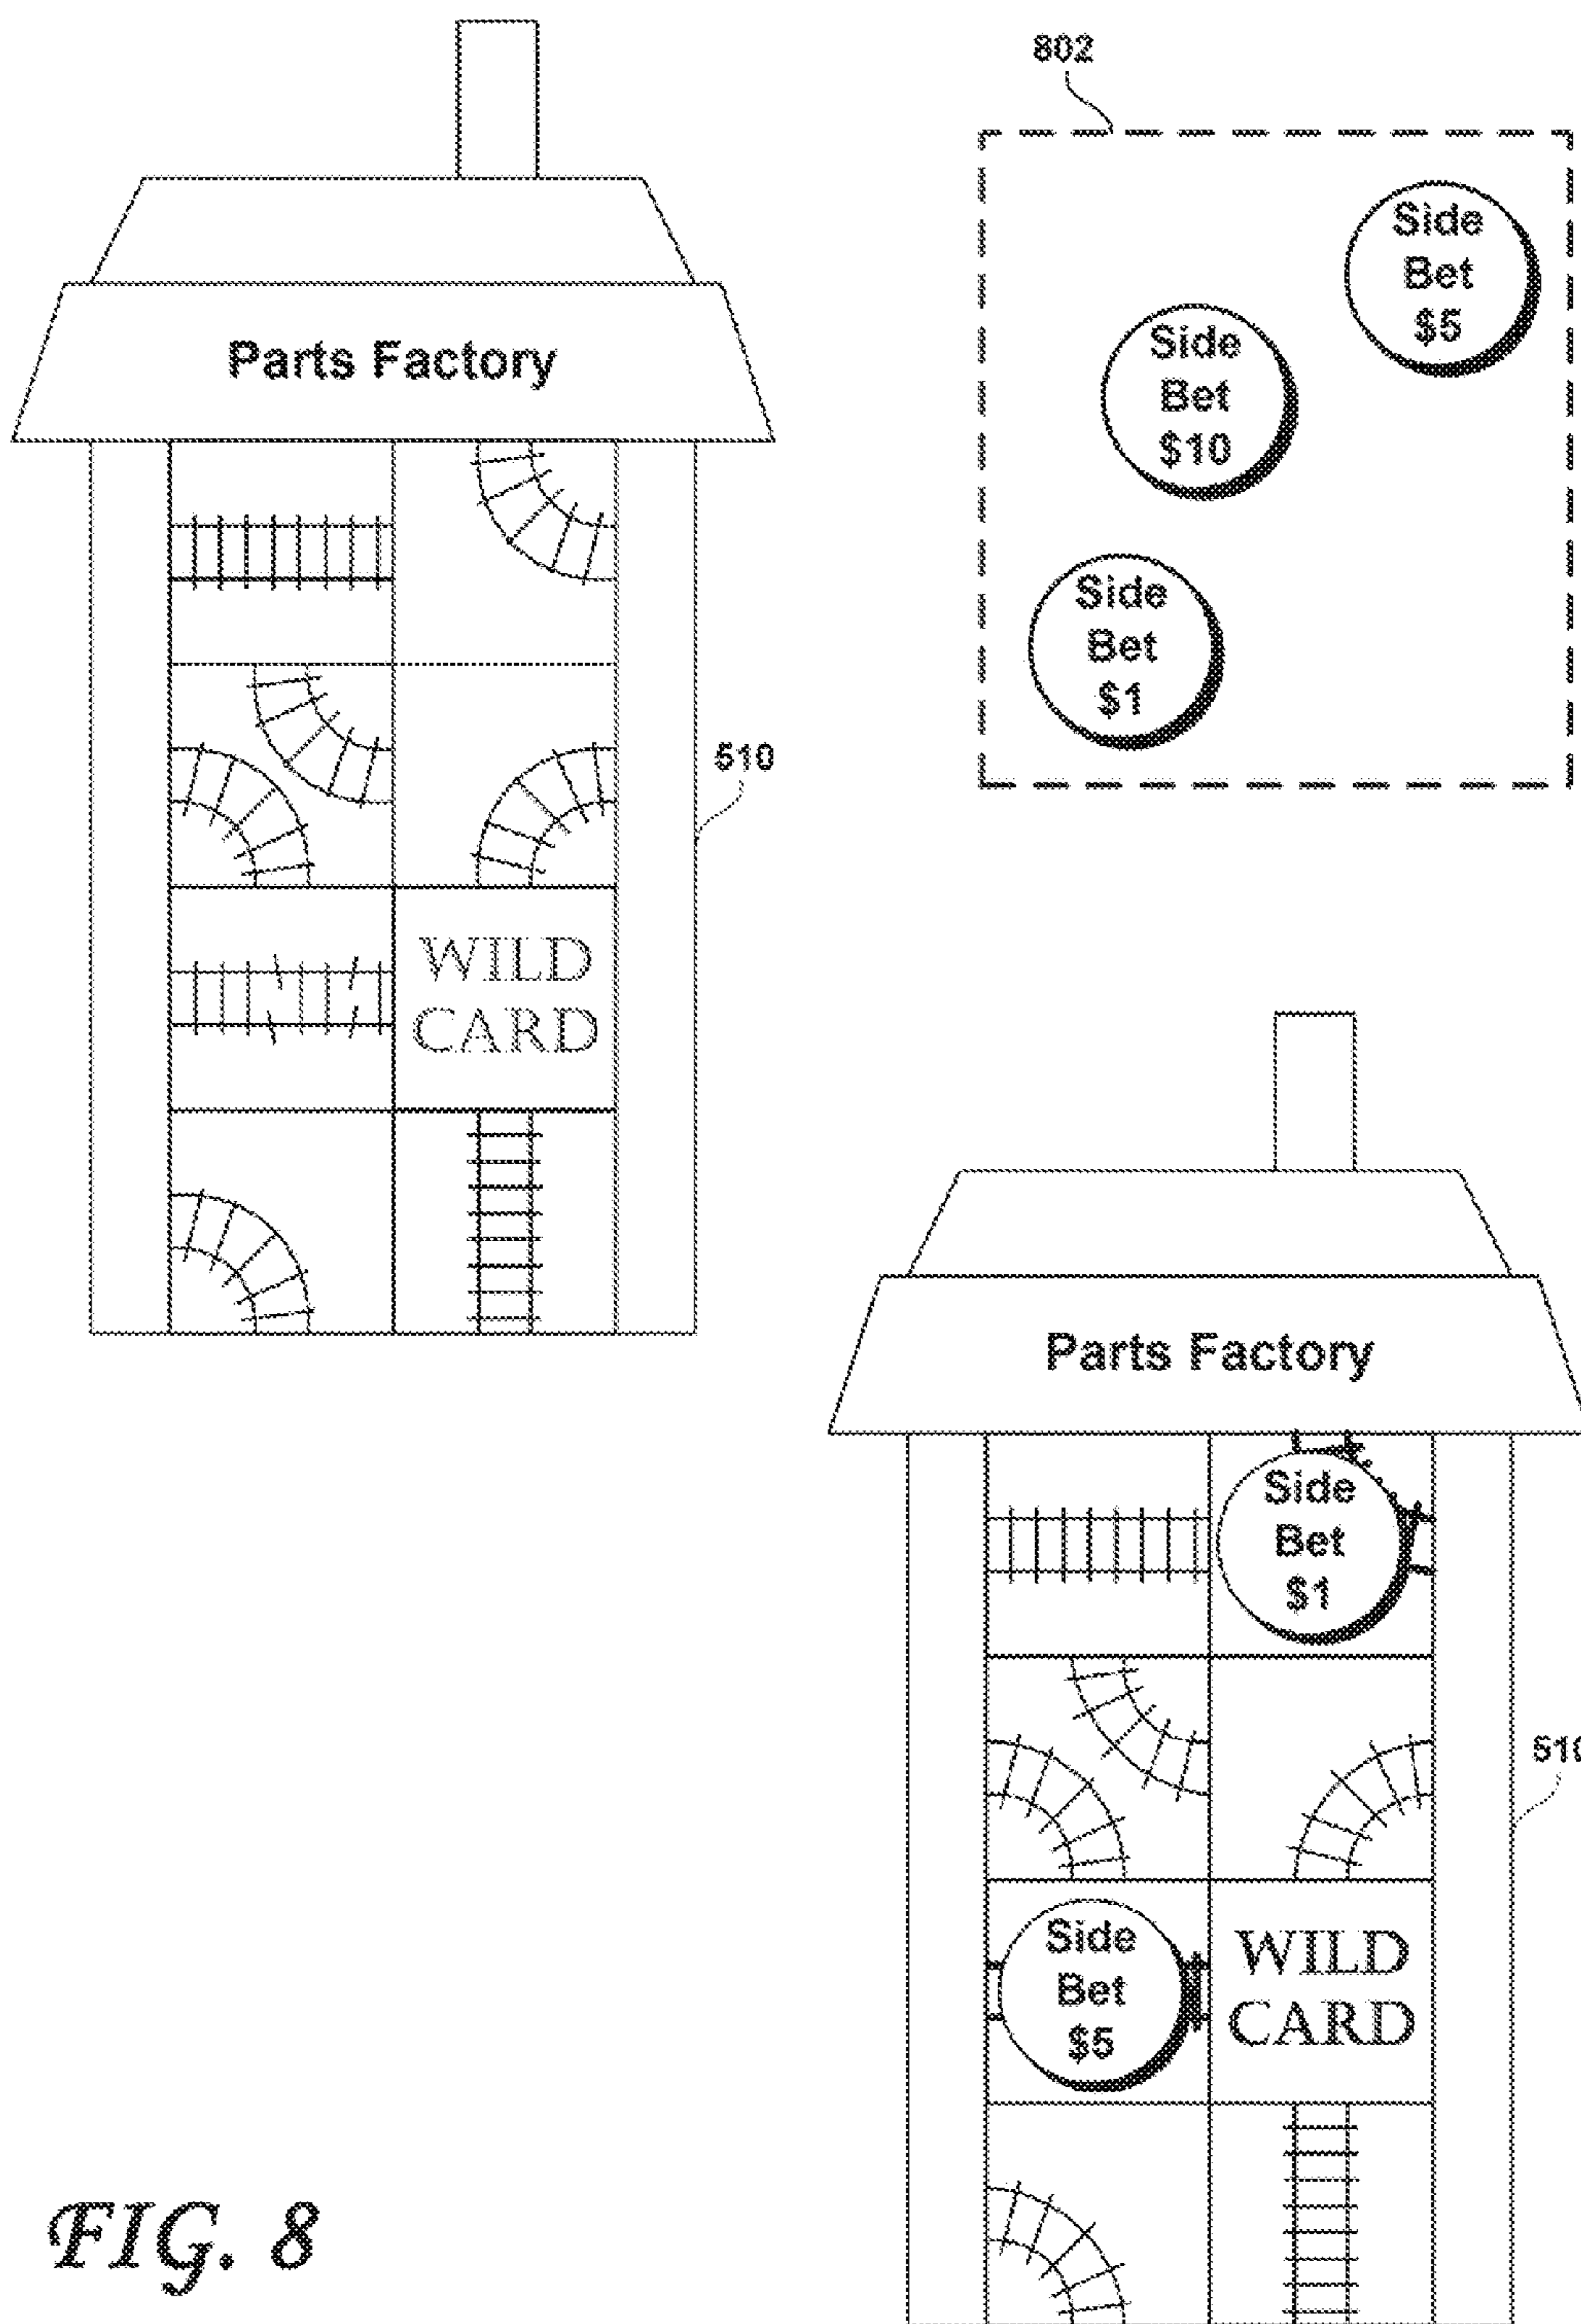 802
Side
Bet
$5
Side
Bet
$10
Side
Bet
$1
Parts Factory
510
WILD
CARD
Parts Factory
Side
Bet
$1
510
Side
Bet
$5
WILD
CARD
FIG. 8